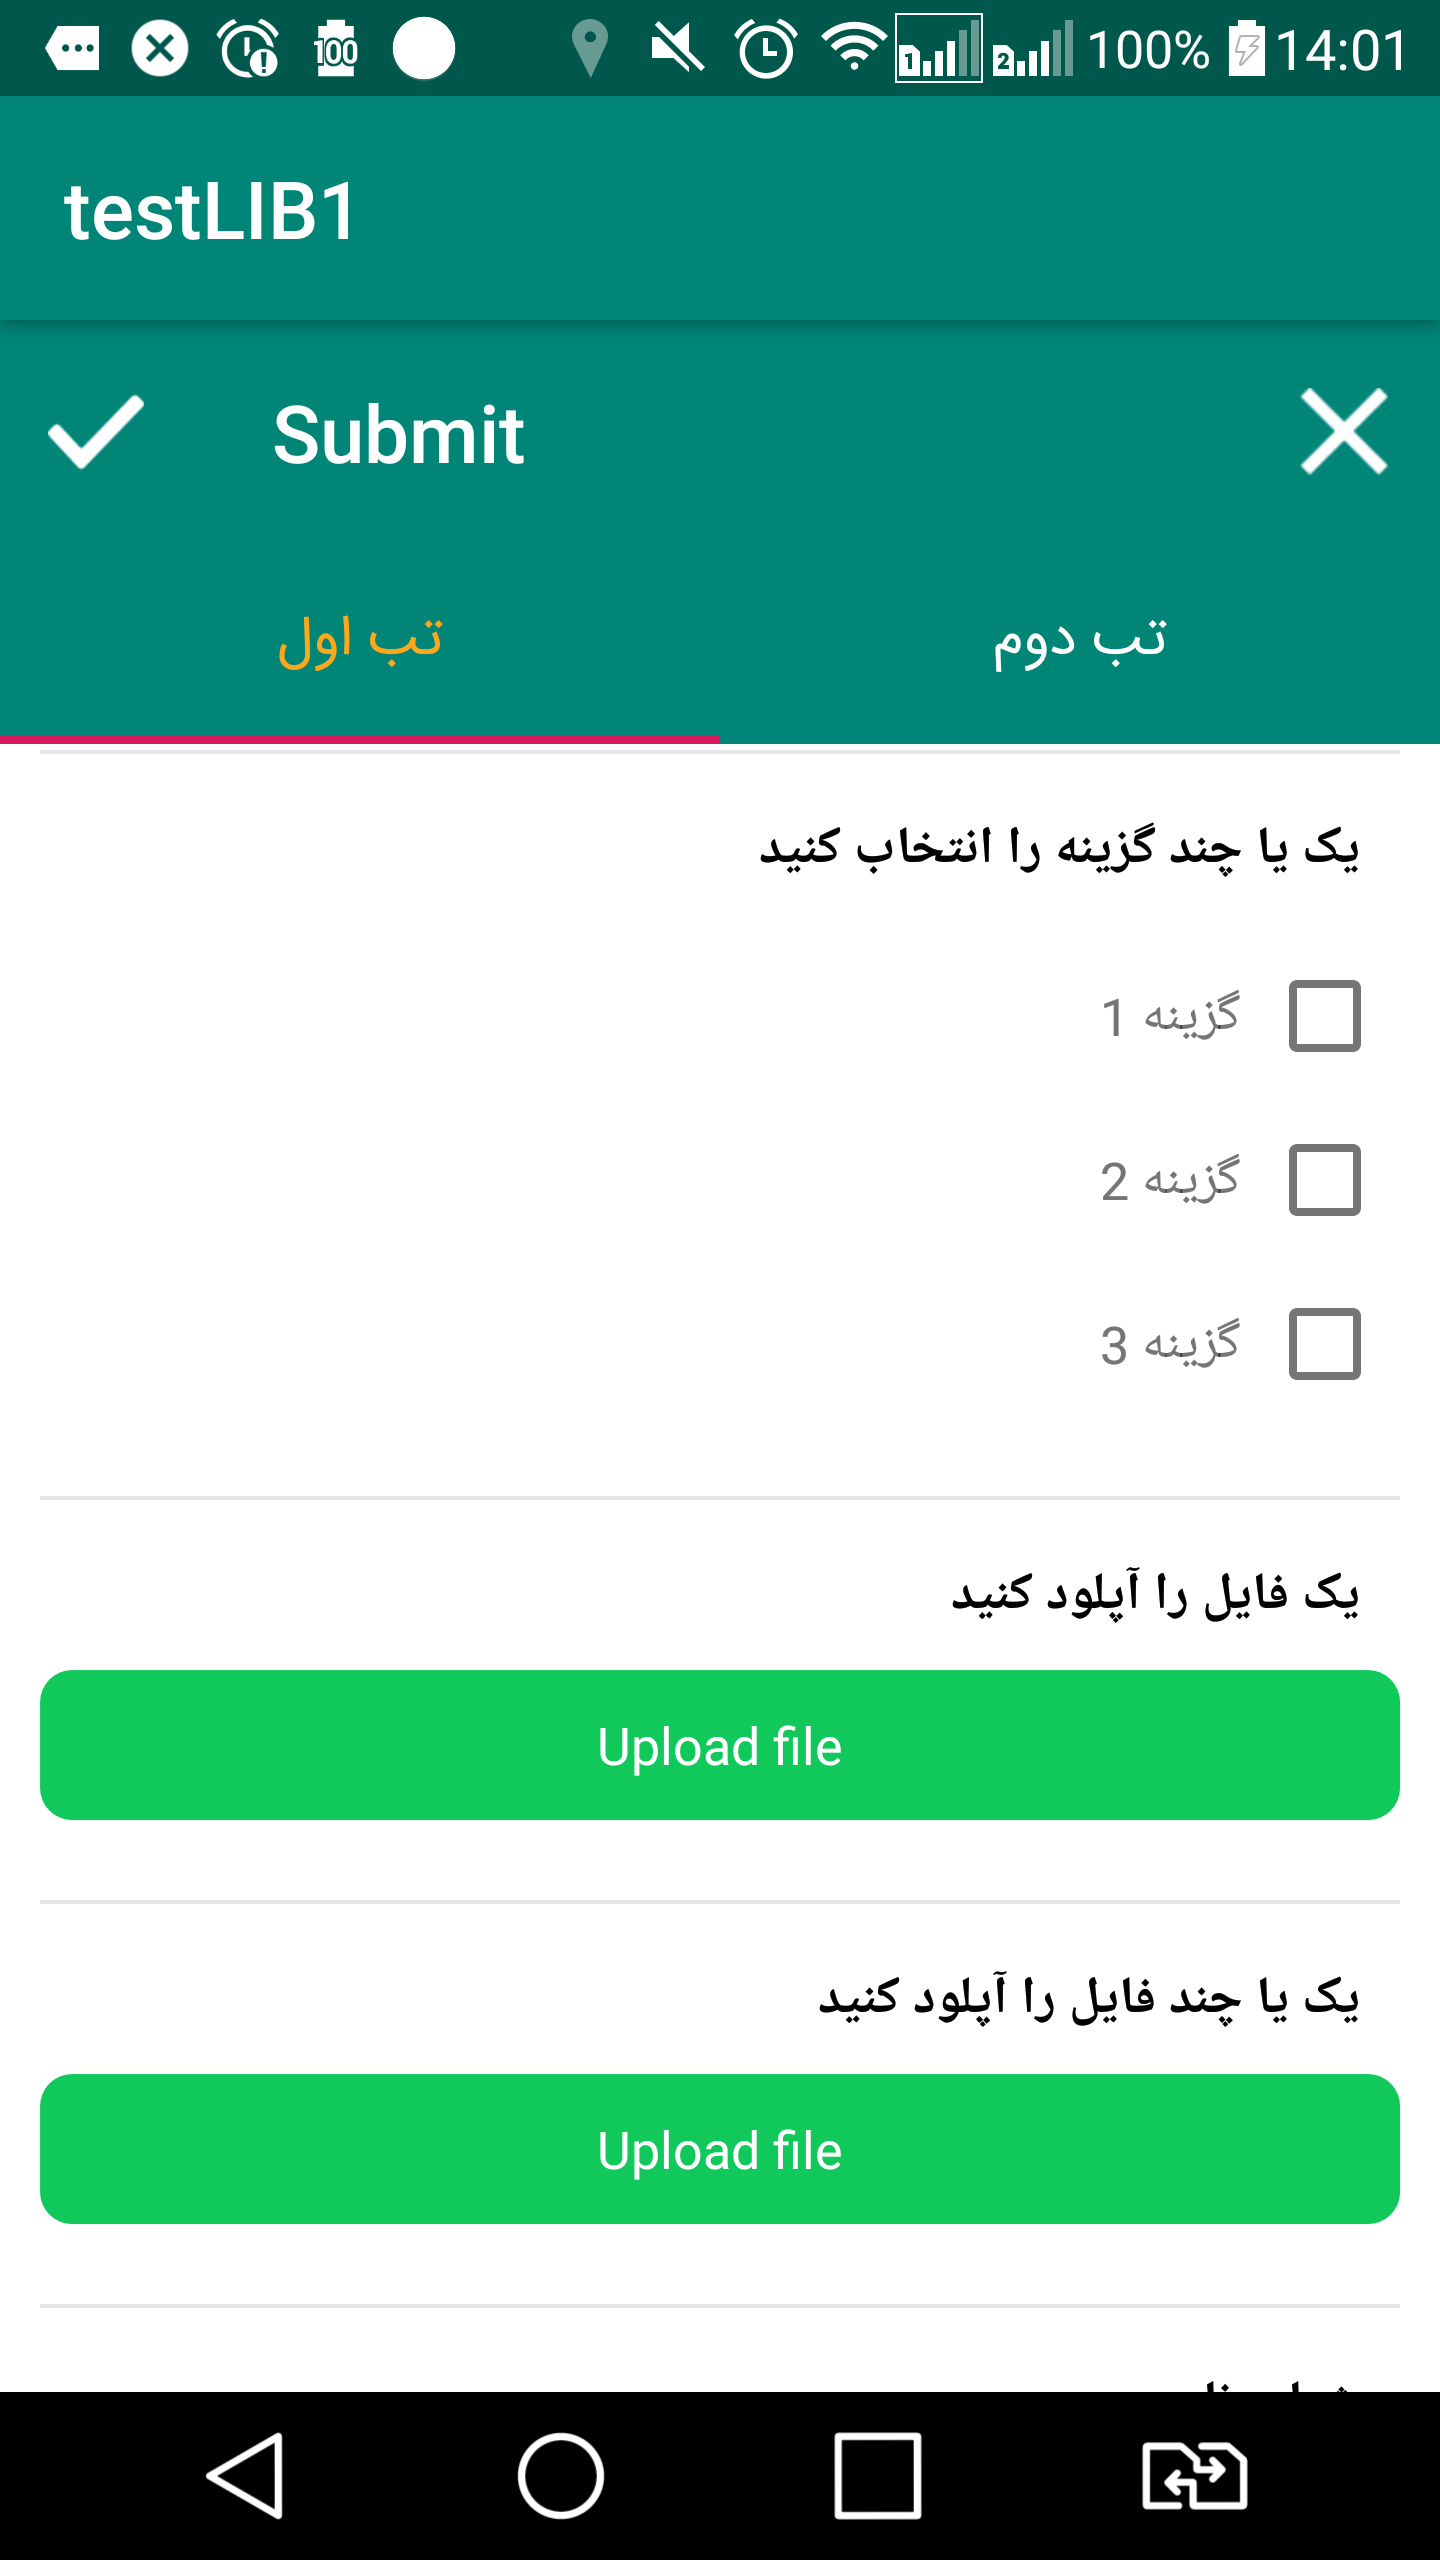 100
1
2
100% 14:01
testLIB1
Submit
تب اول
تب دوم
یک یا چند گزینه را انتخاب کنید
گزینه 1
گزینه 2
گزینه 3
یک فایل را آپلود کنید
Upload file
یک یا چند فایل را آپلود کنید
Upload file